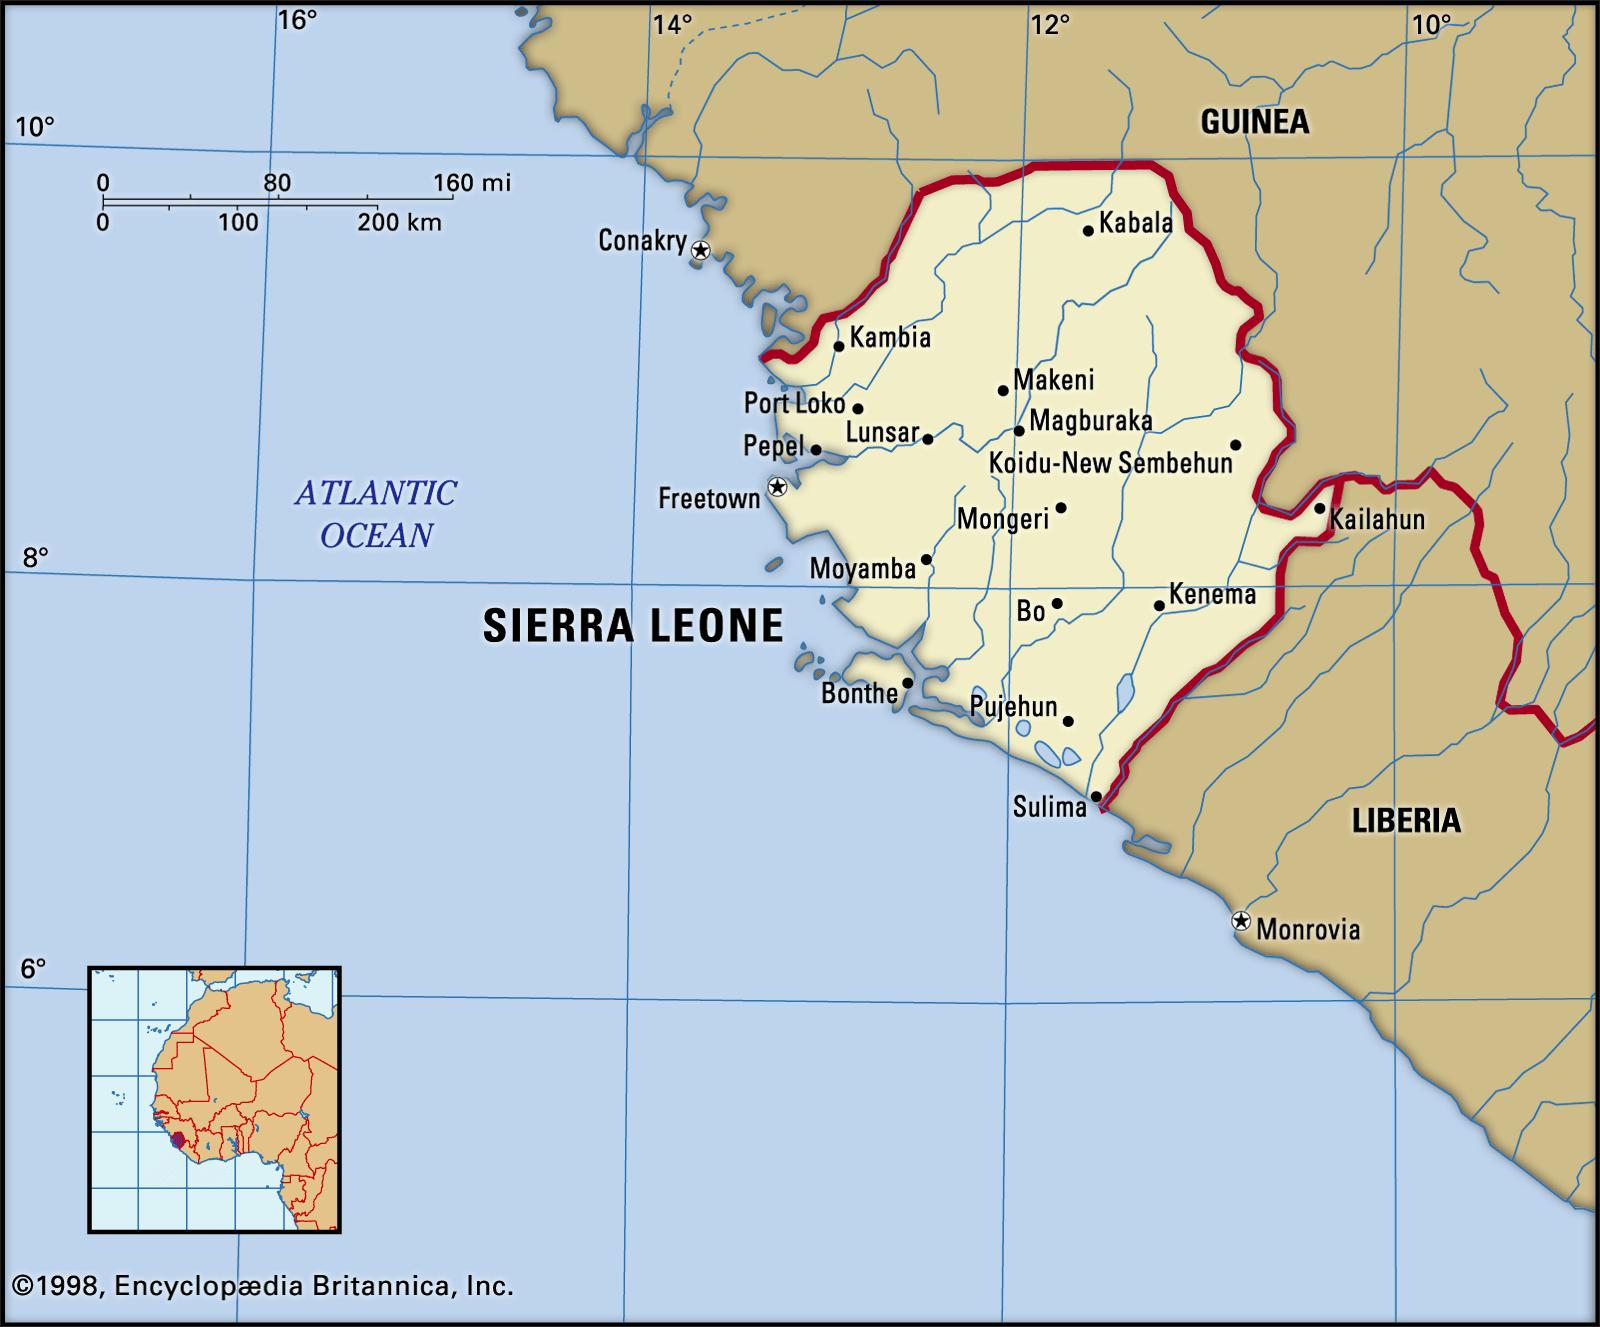 16°
14°
12°
10°
10°
GUINEA
0 80 160 mi
0 100 200 km
Conakry
Kabala
Kambia
Makeni
Port Loko
Magburaka
Lunsar
Pepel
Koidu-New Sembehun
ATLANTIC
OCEAN
Freetown
Mongeri
Kailahun
8°
Moyamba
Kenema
Bo
SIERRA LEONE
Bonthe
Pujehun
Sulima
LIBERIA
Monrovia
6°
©1998, Encyclopædia Britannica, Inc.